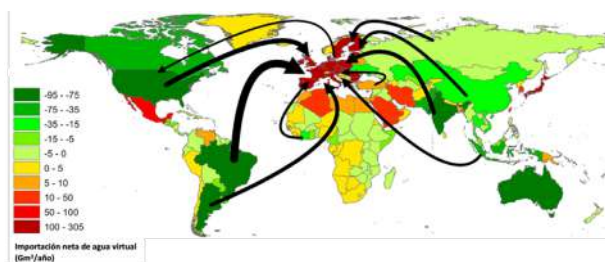 -95 - -75
-75 - -35
-35 - -15
-15 - -5
-5 - 0
0 - 5
5 - 10
10 - 50
50 - 100
100 - 305
Importación neta de agua virtual
(Gm³/año)